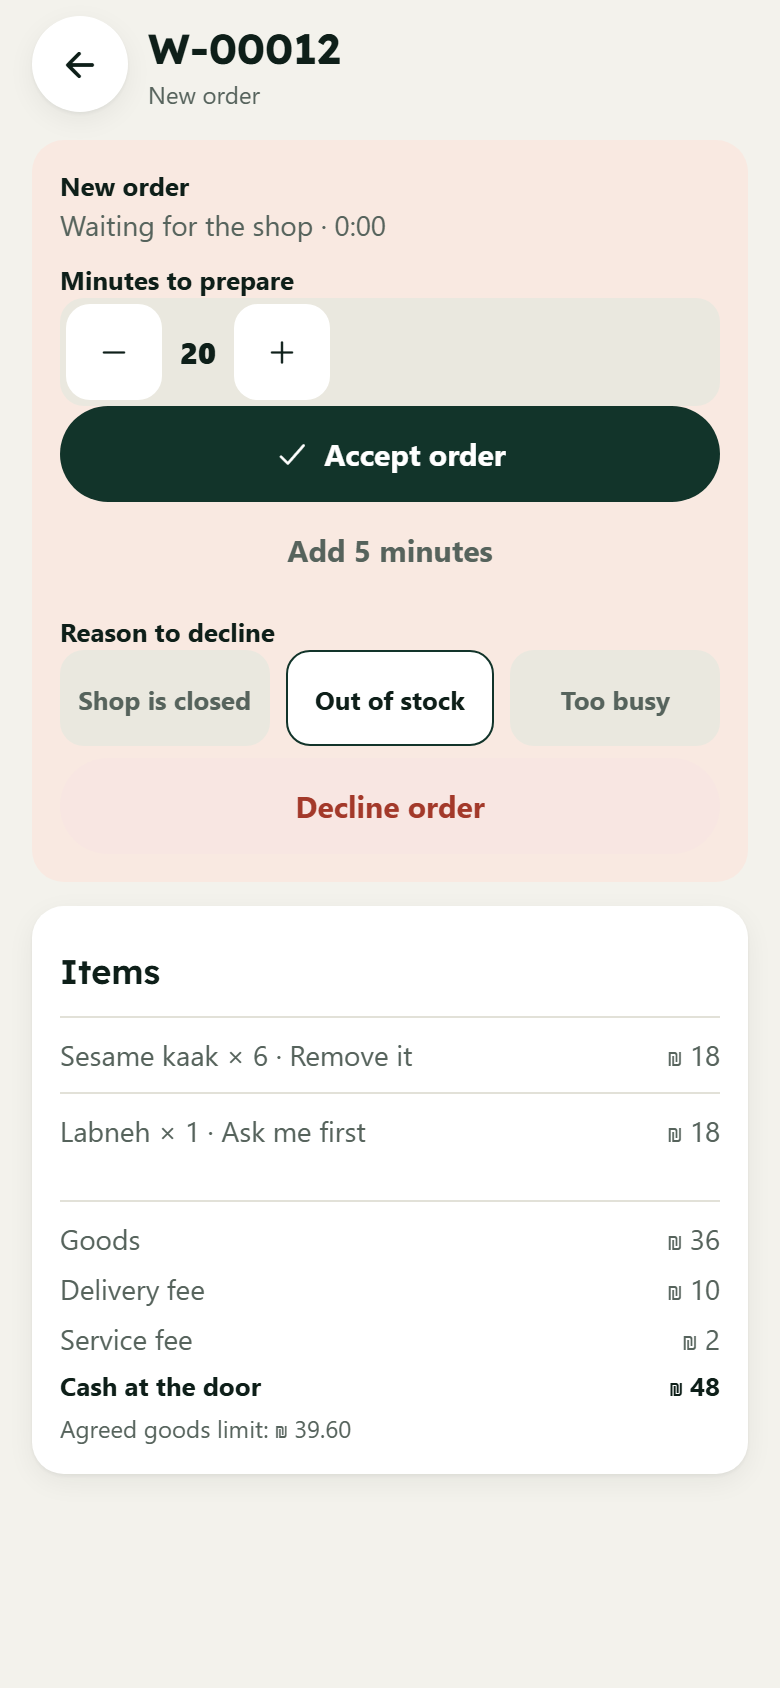 W-00012
New order
New order
Waiting for the shop · 0:00
Minutes to prepare
− 20 +
Accept order
Add 5 minutes
Reason to decline
Shop is closed Out of stock Too busy
Decline order
Items
Sesame kaak × 6 · Remove it ₪ 18
Labneh × 1 · Ask me first ₪ 18
Goods ₪ 36
Delivery fee ₪ 10
Service fee ₪ 2
Cash at the door ₪ 48
Agreed goods limit: ₪ 39.60